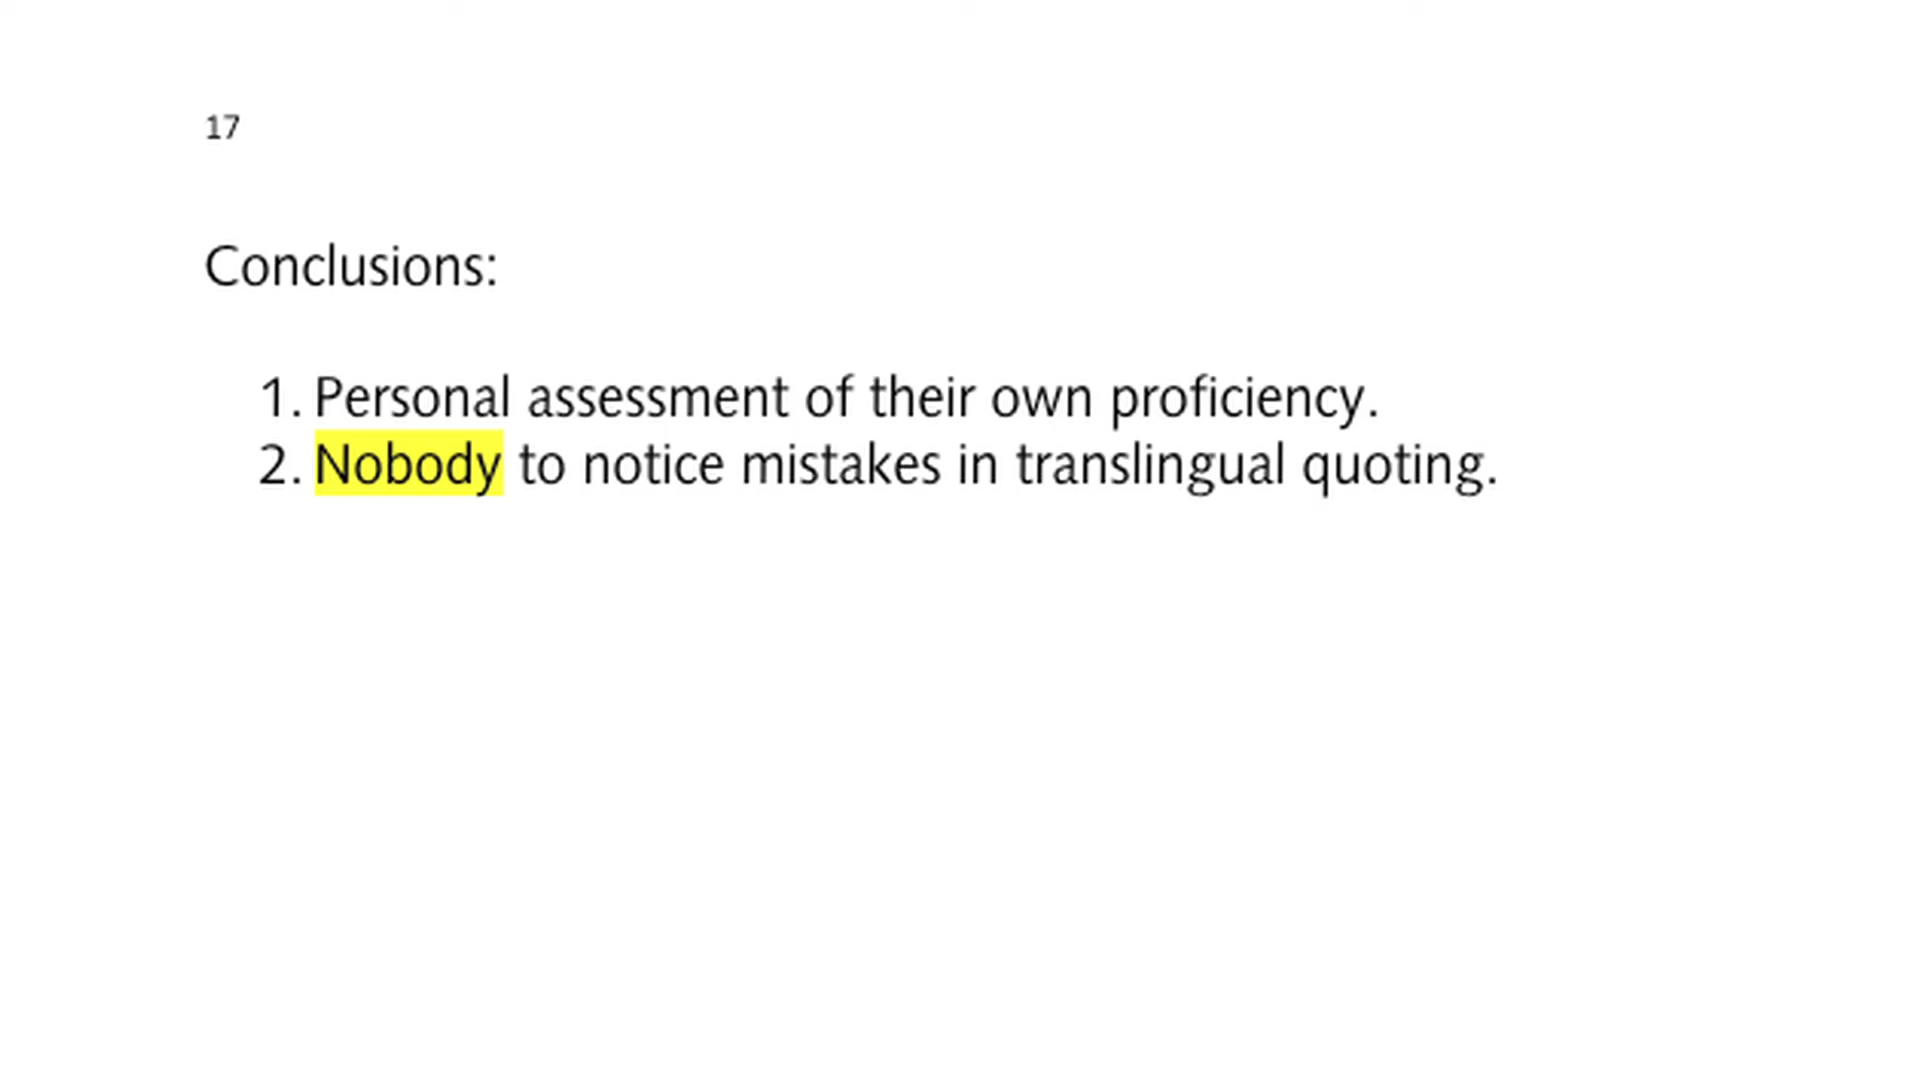 17
Conclusions:
1. Personal assessment of their own proficiency.
2. Nobody to notice mistakes in translingual quoting.